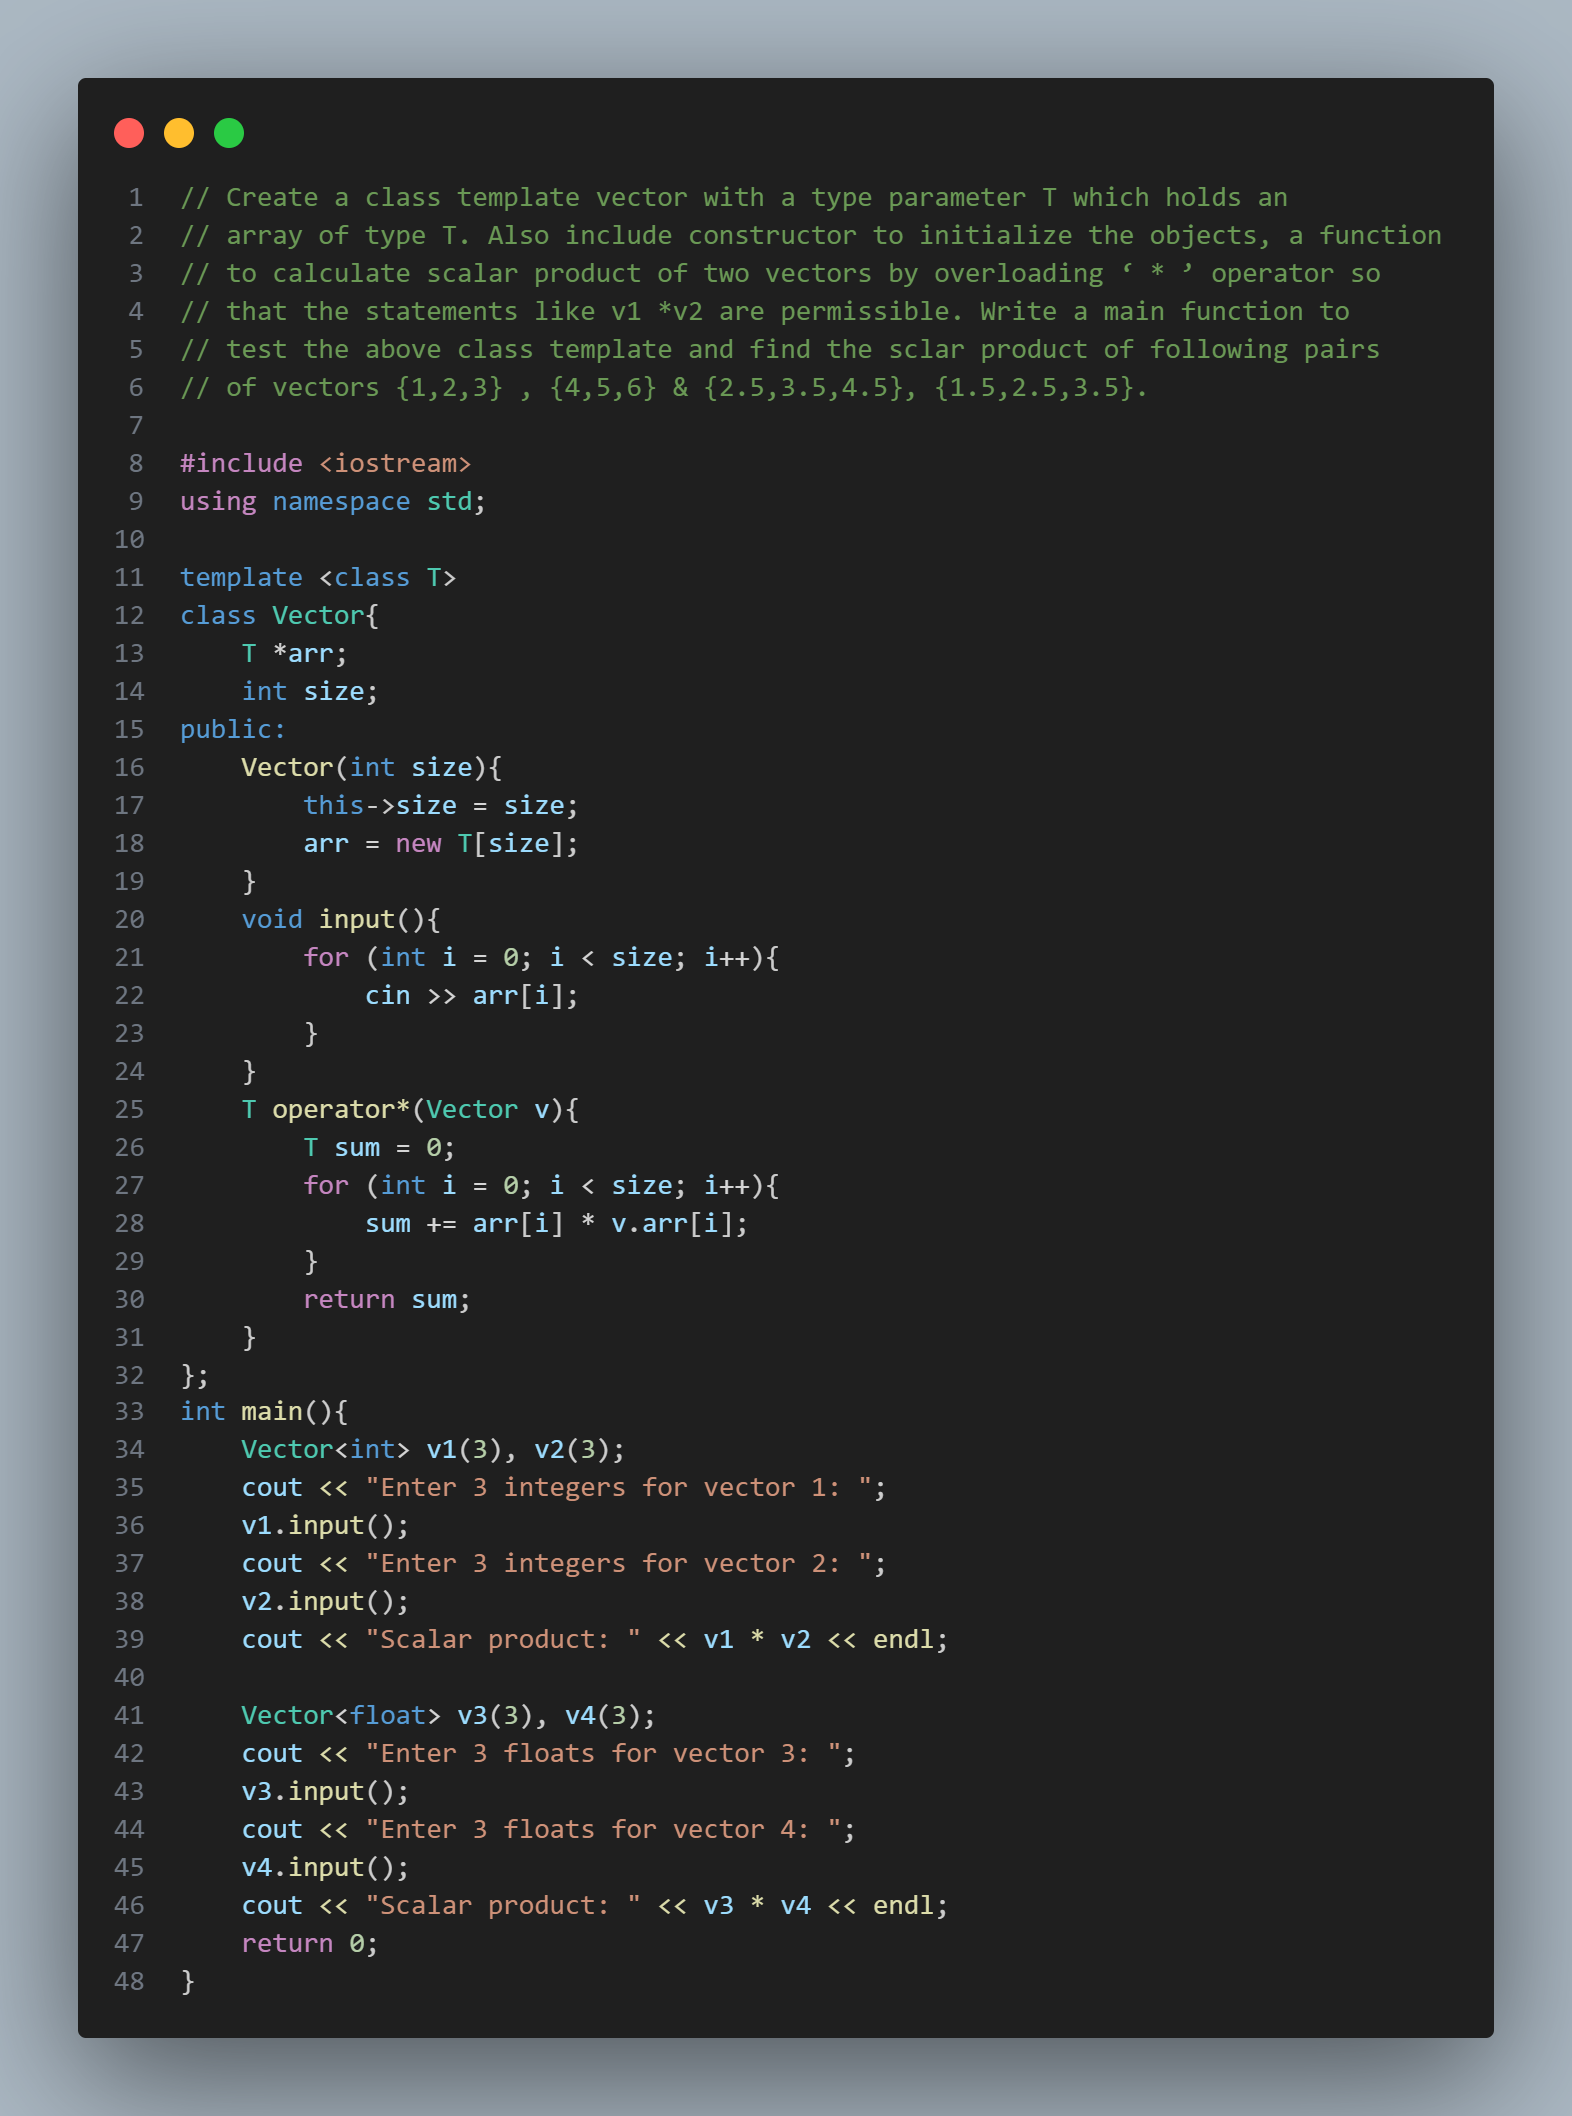 1 // Create a class template vector with a type parameter T which holds an
2 // array of type T. Also include constructor to initialize the objects, a function
3 // to calculate scalar product of two vectors by overloading ‘ * ’ operator so
4 // that the statements like v1 *v2 are permissible. Write a main function to
5 // test the above class template and find the sclar product of following pairs
6 // of vectors {1,2,3} , {4,5,6} & {2.5,3.5,4.5}, {1.5,2.5,3.5}.
7
8 #include <iostream>
9 using namespace std;
10
11 template <class T>
12 class Vector{
13     T *arr;
14     int size;
15 public:
16     Vector(int size){
17         this->size = size;
18         arr = new T[size];
19     }
20     void input(){
21         for (int i = 0; i < size; i++){
22             cin >> arr[i];
23         }
24     }
25     T operator*(Vector v){
26         T sum = 0;
27         for (int i = 0; i < size; i++){
28             sum += arr[i] * v.arr[i];
29         }
30         return sum;
31     }
32 };
33 int main(){
34     Vector<int> v1(3), v2(3);
35     cout << "Enter 3 integers for vector 1: ";
36     v1.input();
37     cout << "Enter 3 integers for vector 2: ";
38     v2.input();
39     cout << "Scalar product: " << v1 * v2 << endl;
40
41     Vector<float> v3(3), v4(3);
42     cout << "Enter 3 floats for vector 3: ";
43     v3.input();
44     cout << "Enter 3 floats for vector 4: ";
45     v4.input();
46     cout << "Scalar product: " << v3 * v4 << endl;
47     return 0;
48 }